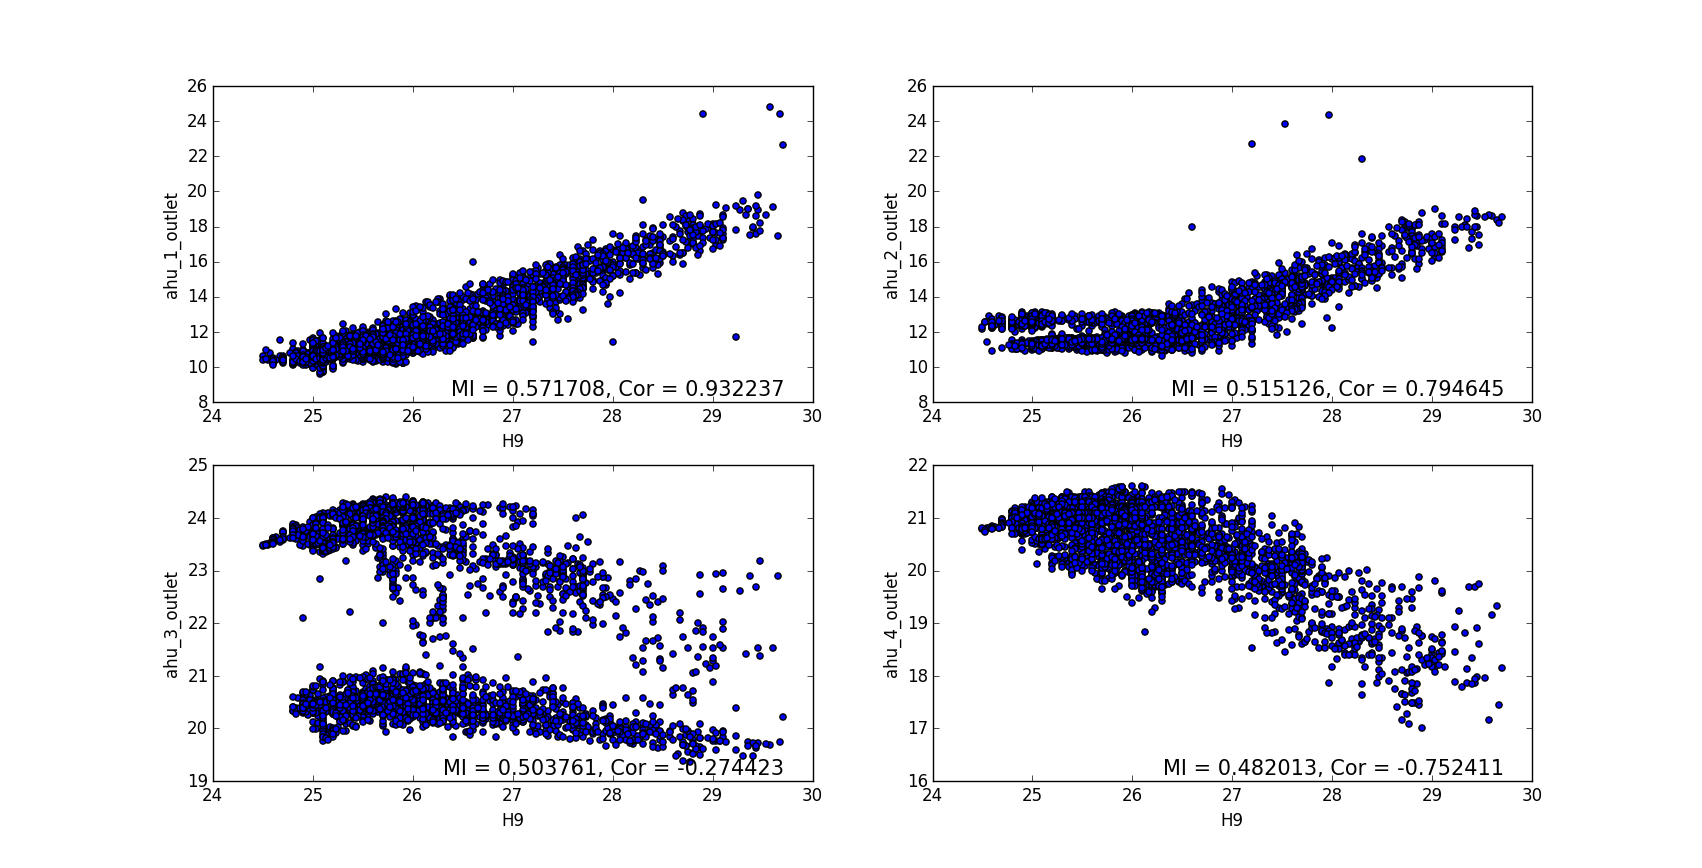 26
24
22
20
18
16
14
12
10
8
ahu_1_outlet
24 25 26 27 28 29 30
H9
MI = 0.571708, Cor = 0.932237
26
24
22
20
18
16
14
12
10
8
ahu_2_outlet
24 25 26 27 28 29 30
H9
MI = 0.515126, Cor = 0.794645
25
24
23
22
21
20
19
ahu_3_outlet
24 25 26 27 28 29 30
H9
MI = 0.503761, Cor = -0.274423
22
21
20
19
18
17
16
ahu_4_outlet
24 25 26 27 28 29 30
H9
MI = 0.482013, Cor = -0.752411